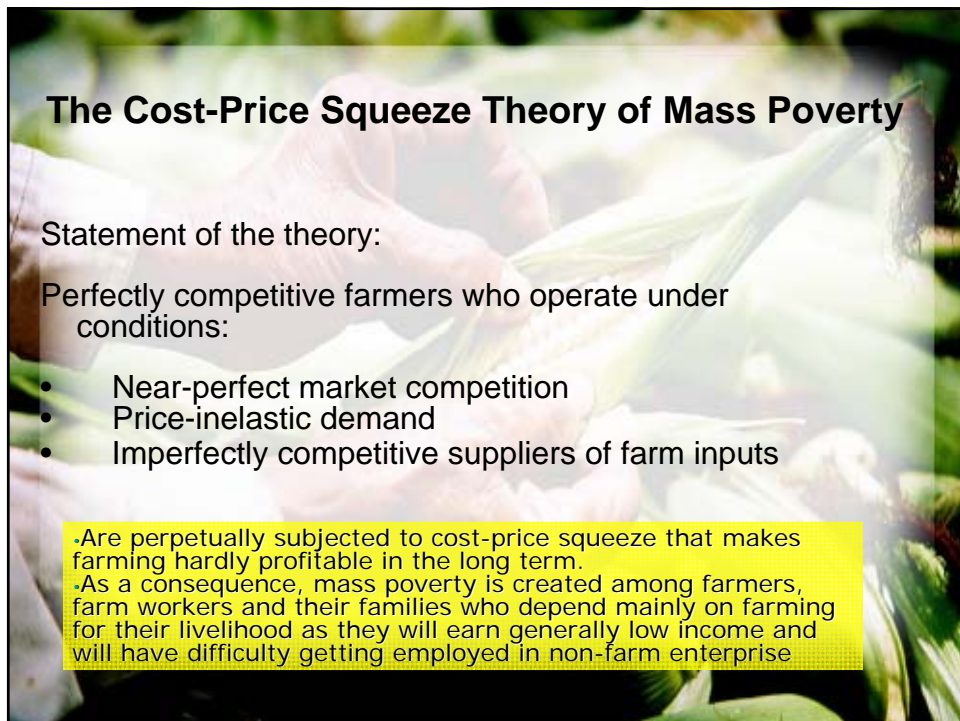 The Cost-Price Squeeze Theory of Mass Poverty
Statement of the theory:
Perfectly competitive farmers who operate under
conditions:
• Near-perfect market competition
• Price-inelastic demand
• Imperfectly competitive suppliers of farm inputs
•Are perpetually subjected to cost-price squeeze that makes
farming hardly profitable in the long term.
•As a consequence, mass poverty is created among farmers,
farm workers and their families who depend mainly on farming
for their livelihood as they will earn generally low income and
will have difficulty getting employed in non-farm enterprise